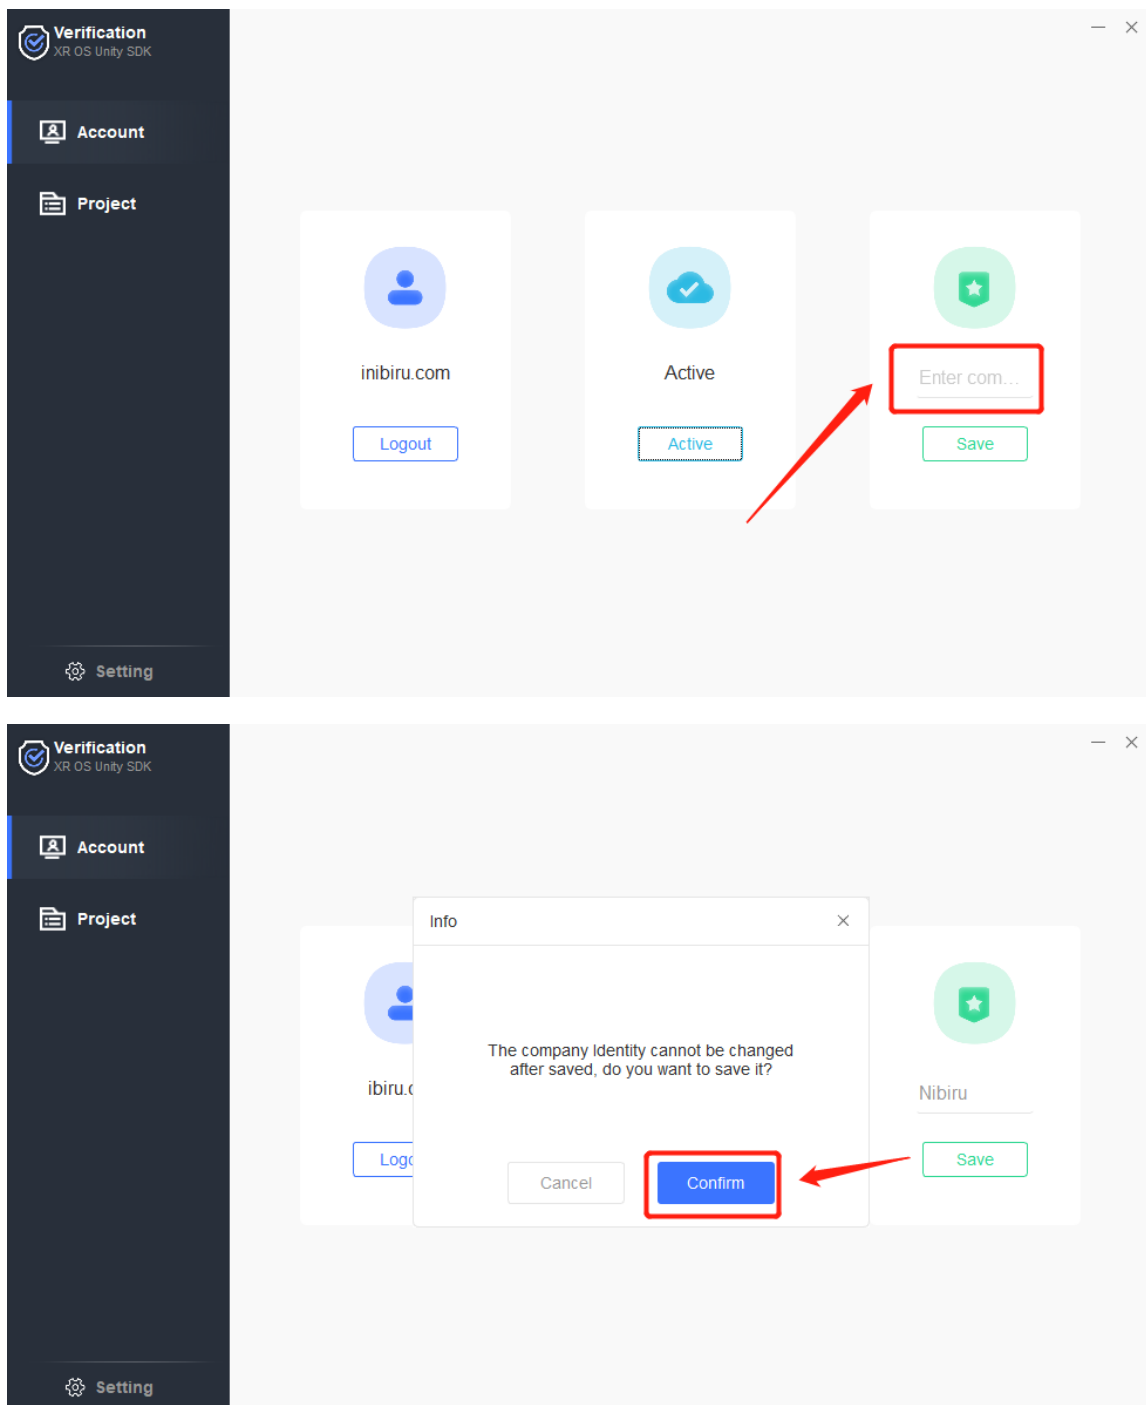 Verification
XR OS Unity SDK
Account
Project
inibiru.com
Active
Enter com...
Logout
Active
Save
Setting
Verification
XR OS Unity SDK
Account
Project
Info
The company Identity cannot be changed
after saved, do you want to save it?
ibiru.c
Nibiru
Logo
Save
Cancel
Confirm
Setting